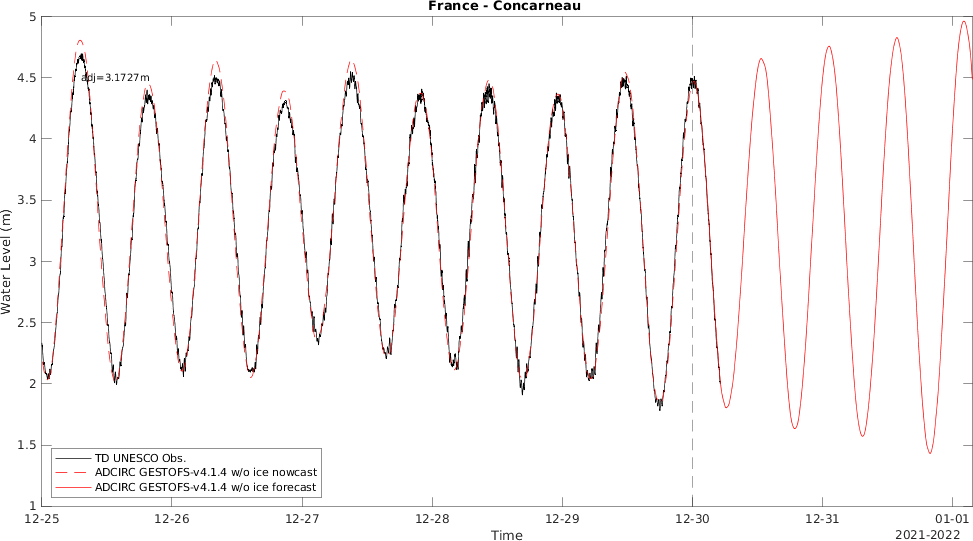 France - Concarneau
5
4.5
4
3.5
3
2.5
2
1.5
1
Water Level (m)
adj=3.1727m
TD UNESCO Obs.
ADCIRC GESTOFS-v4.1.4 w/o ice nowcast
ADCIRC GESTOFS-v4.1.4 w/o ice forecast
12-25 12-26 12-27 12-28 12-29 12-30 12-31 01-01
Time
2021-2022